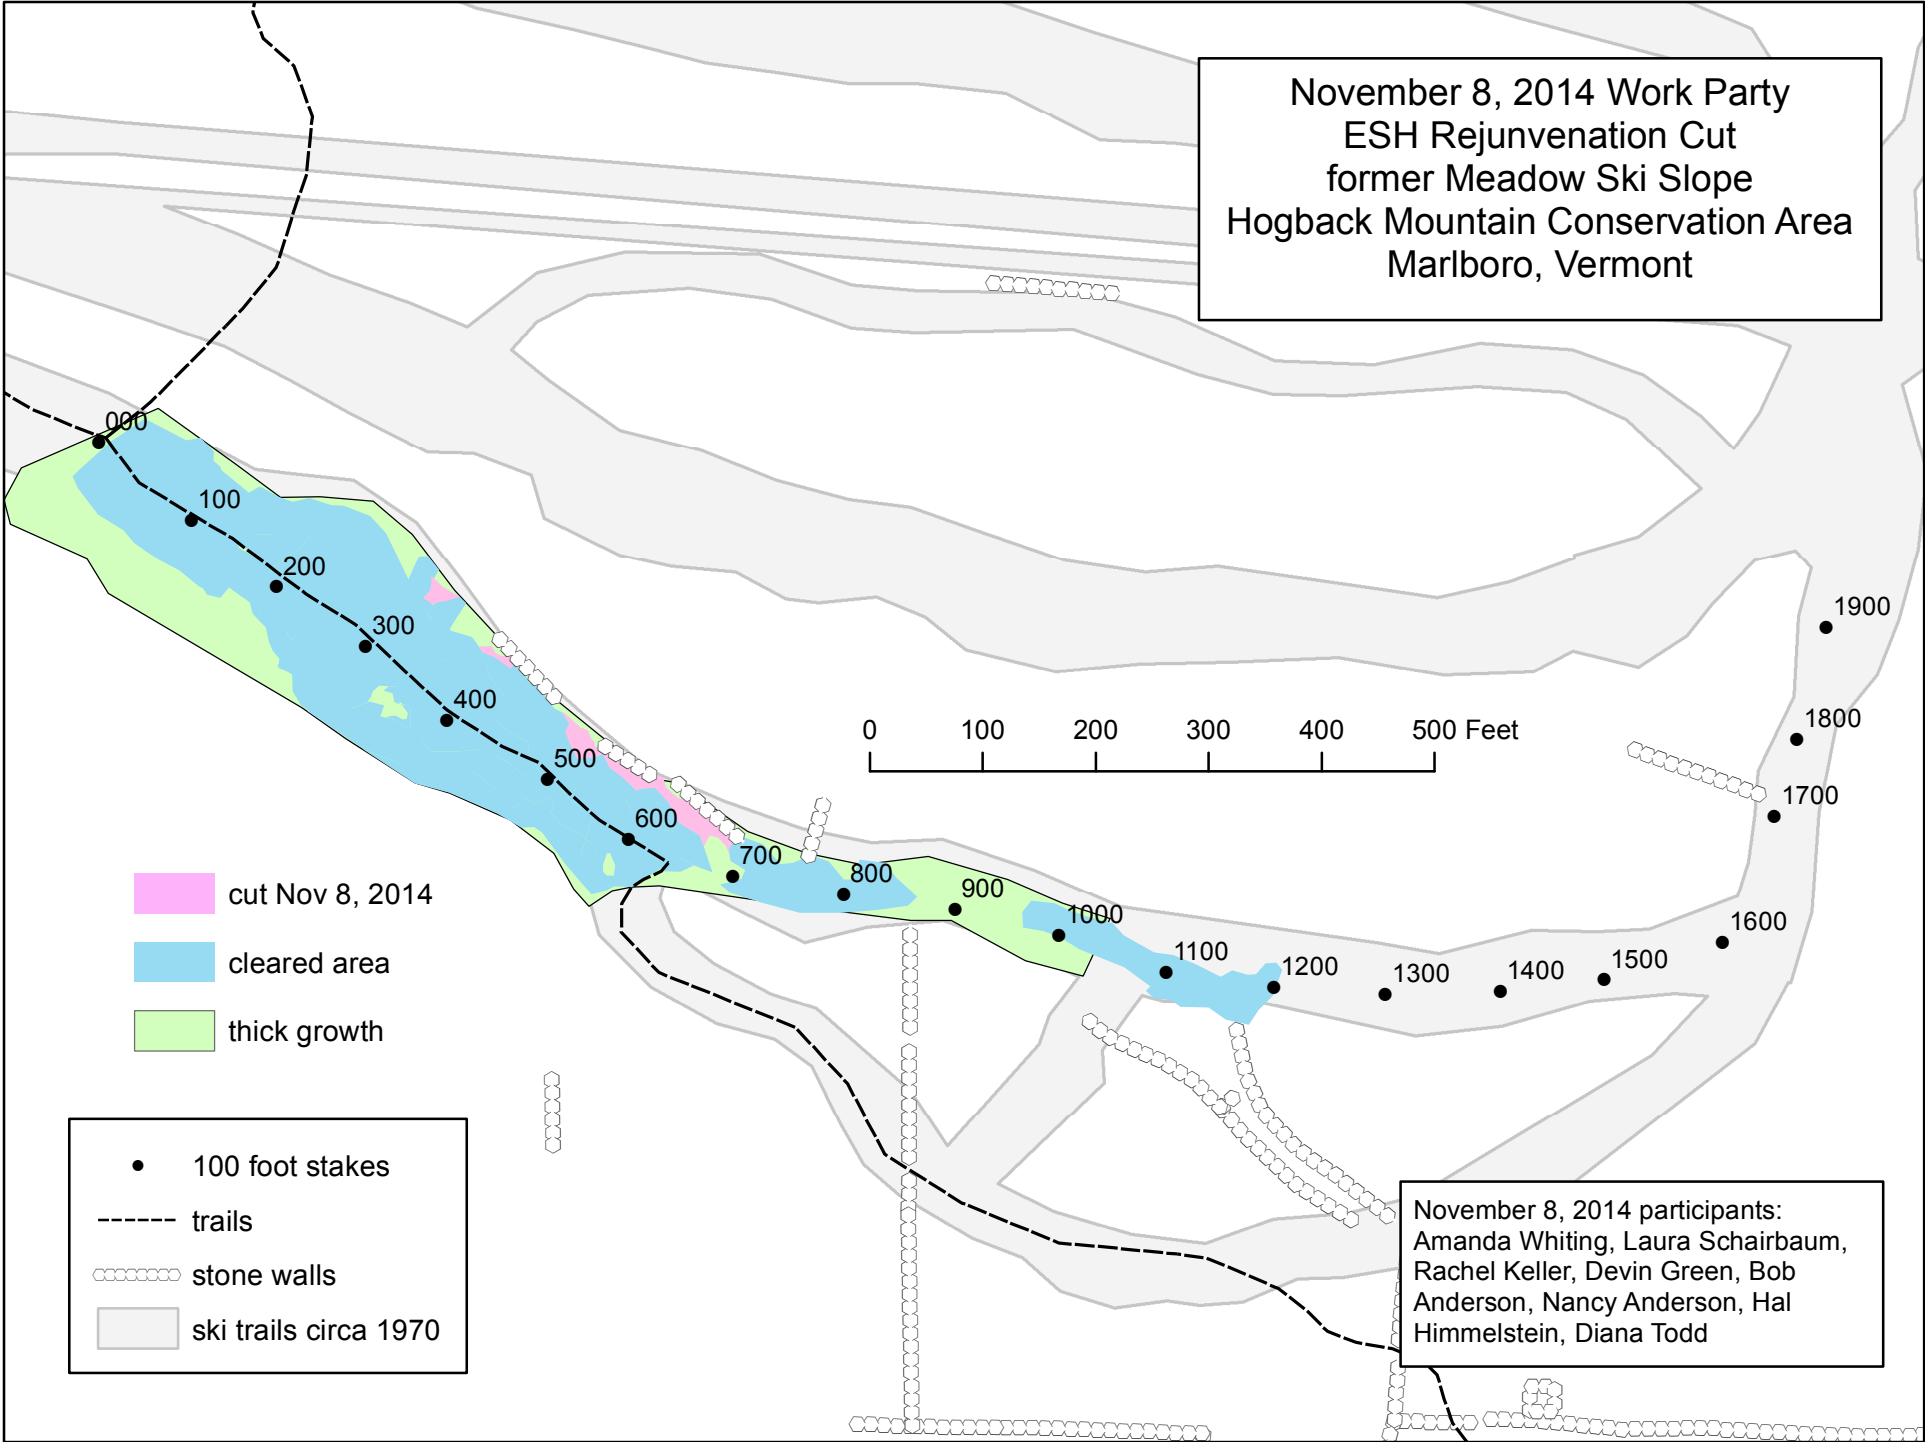 November 8, 2014 Work Party
ESH Rejunvenation Cut
former Meadow Ski Slope
Hogback Mountain Conservation Area
Marlboro, Vermont
000
100
200
300
400
500
600
700
800
900
1000
1100
1200
1300
1400
1500
1600
1700
1800
1900
0 100 200 300 400 500 Feet
cut Nov 8, 2014
cleared area
thick growth
100 foot stakes
trails
stone walls
ski trails circa 1970
November 8, 2014 participants:
Amanda Whiting, Laura Schairbaum,
Rachel Keller, Devin Green, Bob
Anderson, Nancy Anderson, Hal
Himmelstein, Diana Todd